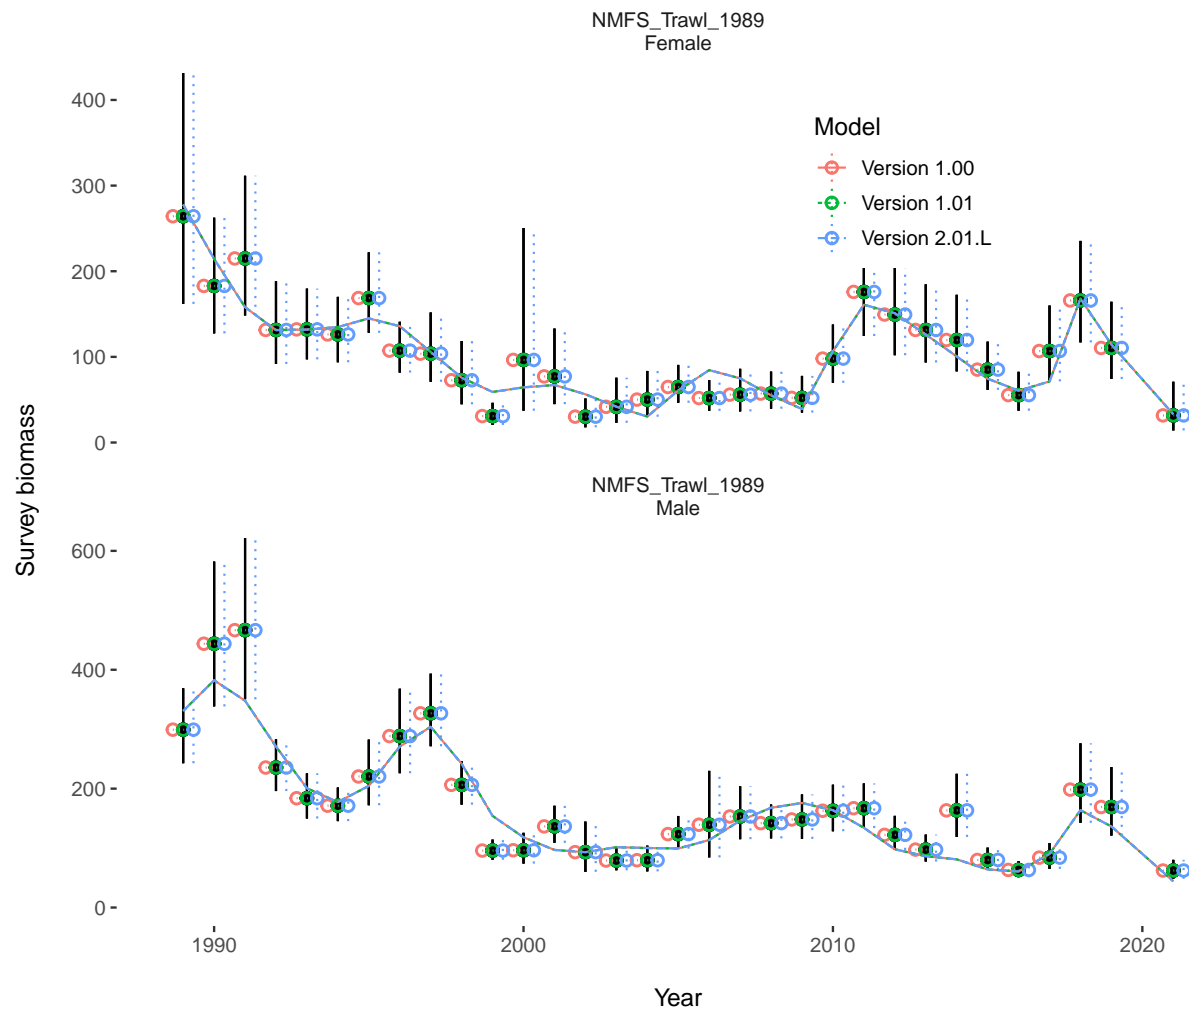 NMFS_Trawl_1989
Female
400
300
200
100
0
Model
Version 1.00
Version 1.01
Version 2.01.L
Survey biomass
NMFS_Trawl_1989
Male
600
400
200
0
1990
2000
2010
2020
Year